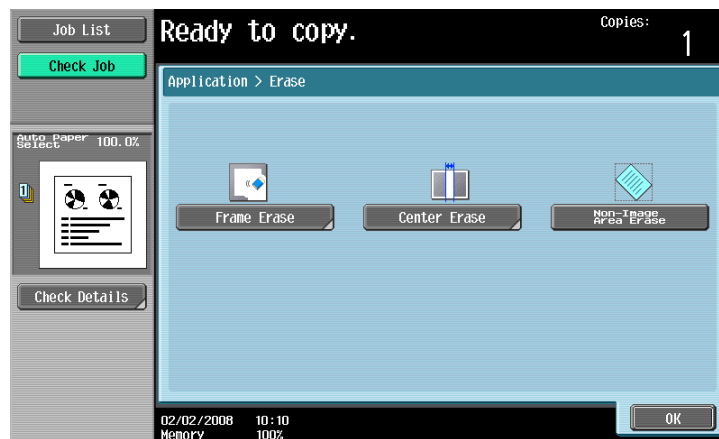 Job List
Check Job
Auto Paper
Select
100.0%
1
Check Details
Ready to copy.
Copies:
1
Application > Erase
Frame Erase
Center Erase
Non-Image
Area Erase
02/02/2008 10:10
Memory 100%
OK